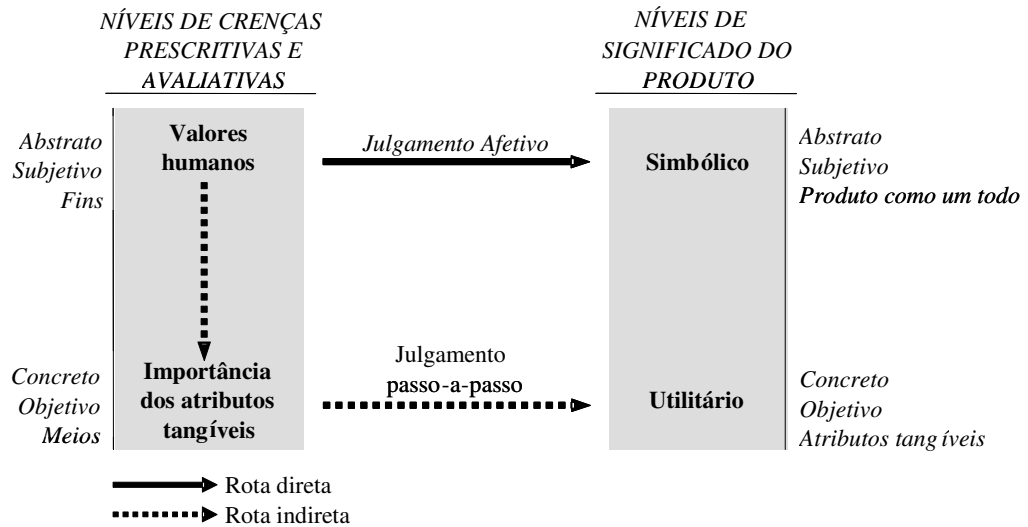 NÍVEIS DE CRENÇAS
PRESCRITIVAS E
AVALIATIVAS
NÍVEIS DE
SIGNIFICADO DO
PRODUTO
Abstrato
Subjetivo
Fins
Valores
humanos
Julgamento Afetivo
Simbólico
Abstrato
Subjetivo
Produto como um todo
Concreto
Objetivo
Meios
Importância
dos atributos
tangíveis
Julgamento
passo-a-passo
Utilitário
Concreto
Objetivo
Atributos tangíveis
Rota direta
Rota indireta